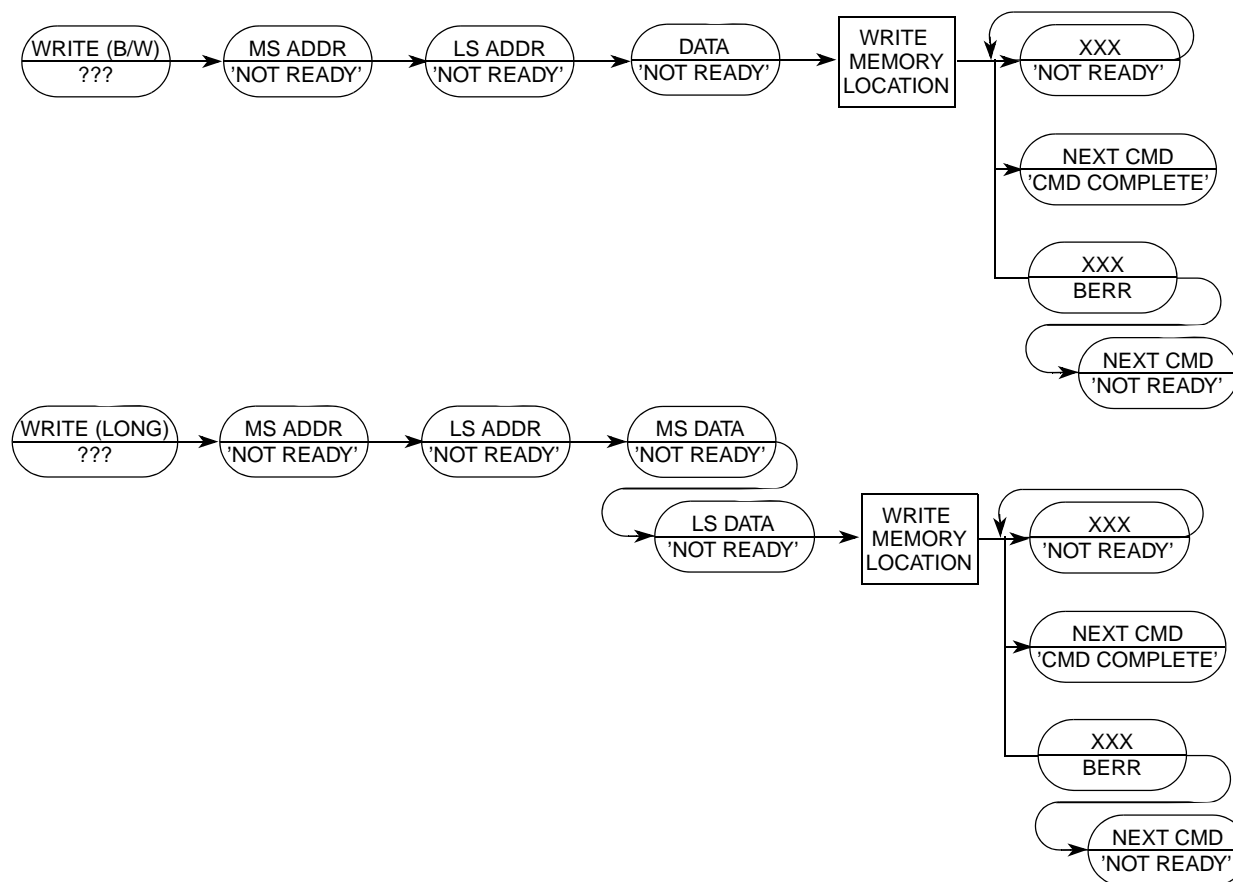 WRITE (B/W)
???
MS ADDR
'NOT READY'
LS ADDR
'NOT READY'
DATA
'NOT READY'
WRITE
MEMORY
LOCATION
XXX
'NOT READY'
NEXT CMD
'CMD COMPLETE'
XXX
BERR
NEXT CMD
'NOT READY'
WRITE (LONG)
???
MS ADDR
'NOT READY'
LS ADDR
'NOT READY'
MS DATA
'NOT READY'
LS DATA
'NOT READY'
WRITE
MEMORY
LOCATION
XXX
'NOT READY'
NEXT CMD
'CMD COMPLETE'
XXX
BERR
NEXT CMD
'NOT READY'